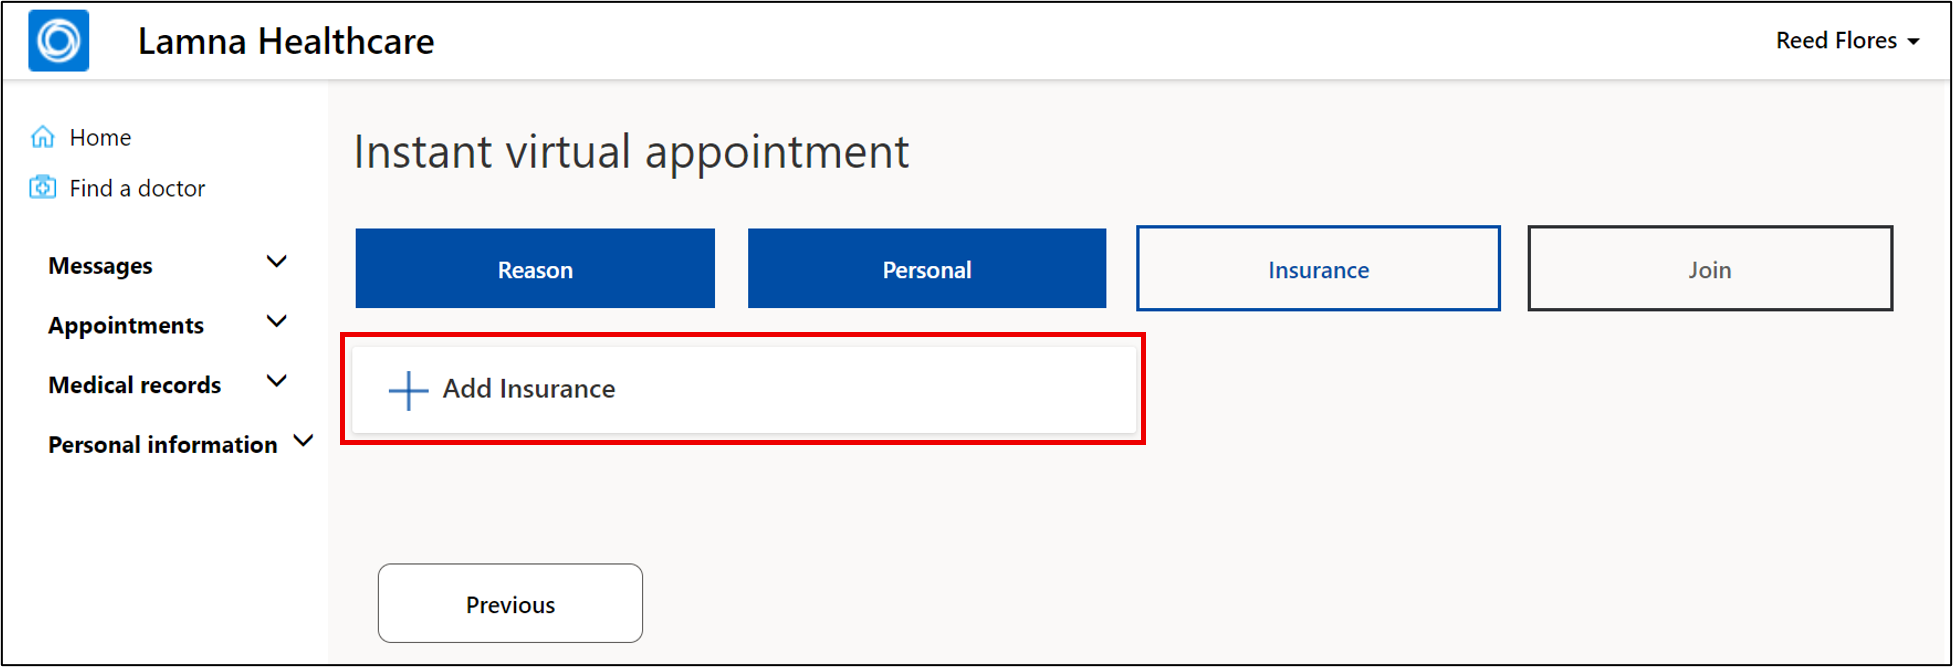 Lamna Healthcare
Reed Flores
Home
Find a doctor
Messages
Appointments
Medical records
Personal information
Instant virtual appointment
Reason
Personal
Insurance
Join
Add Insurance
Previous